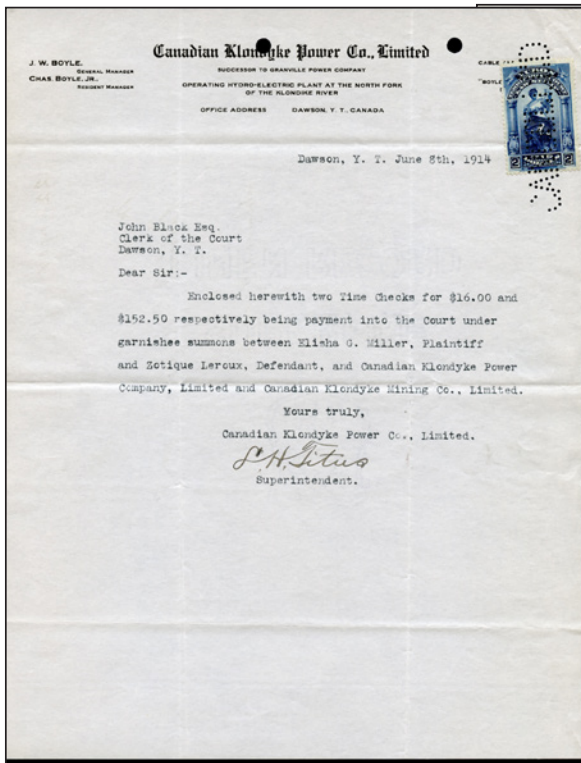 J. W. BOYLE.
GENERAL MANAGER
CHAS. BOYLE, JR.,
RESIDENT MANAGER
Canadian Klondyke Power Co., Limited
SUCCESSOR TO GRANVILLE POWER COMPANY
OPERATING HYDRO-ELECTRIC PLANT AT THE NORTH FORK
OF THE KLONDIKE RIVER
OFFICE ADDRESS DAWSON, Y. T., CANADA
CABLE
"BOYLE
2 2
Dawson, Y. T. June 8th, 1914
John Black Esq.
Clerk of the Court
Dawson, Y. T.
Dear Sir:-
Enclosed herewith two Time Checks for $16.00 and
$152.50 respectively being payment into the Court under
garnishee summons between Elisha G. Miller, Plaintiff
and Zotique Leroux, Defendant, and Canadian Klondyke Power
Company, Limited and Canadian Klondyke Mining Co., Limited.
Yours truly,
Canadian Klondyke Power Co., Limited.
L. H. Titus
Superintendent.